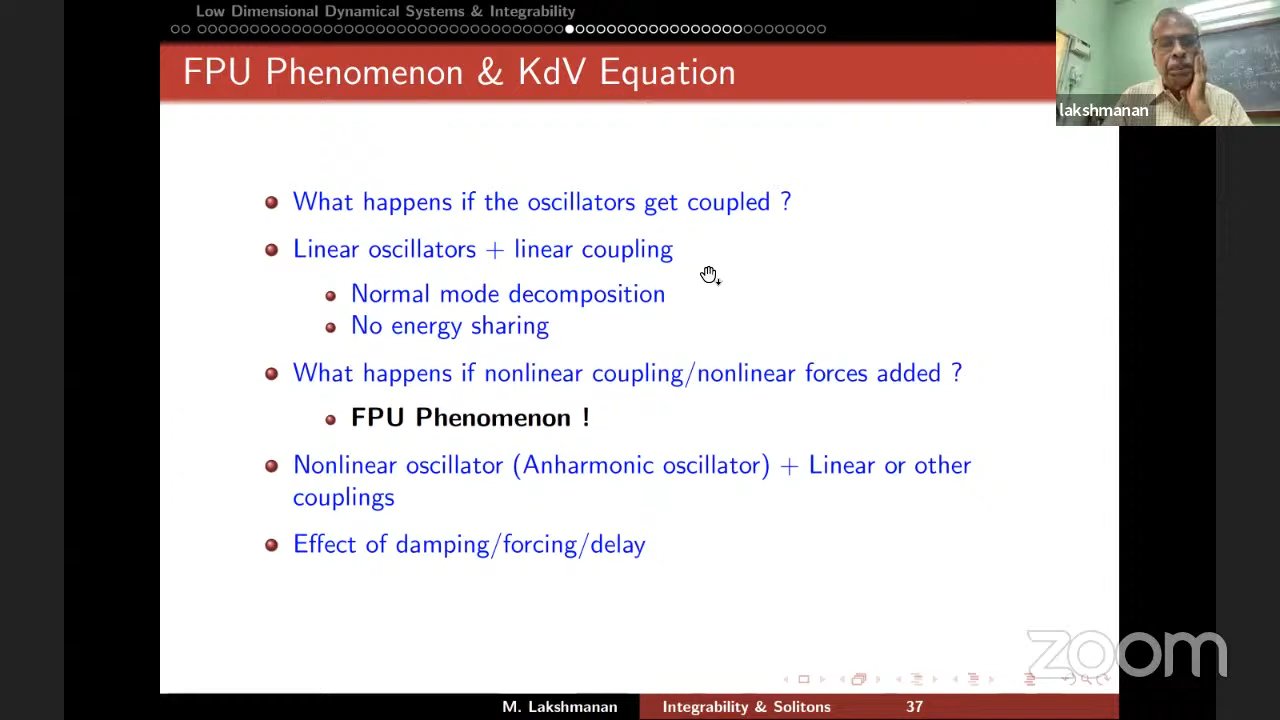 Low Dimensional Dynamical Systems & Integrability
FPU Phenomenon & KdV Equation
lakshmanan
What happens if the oscillators get coupled ?
Linear oscillators + linear coupling
Normal mode decomposition
No energy sharing
What happens if nonlinear coupling/nonlinear forces added ?
FPU Phenomenon !
Nonlinear oscillator (Anharmonic oscillator) + Linear or other
couplings
Effect of damping/forcing/delay
zoom
M. Lakshmanan Integrability & Solitons 37